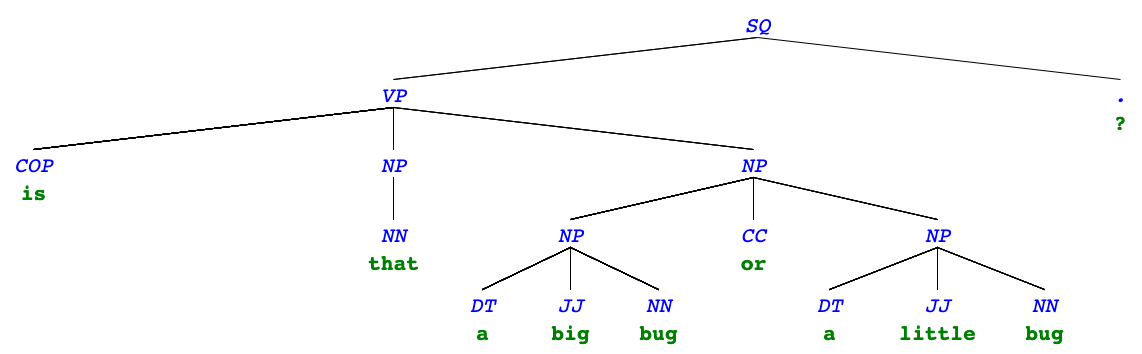 SQ
VP .
?
COP NP NP
is
NN NP CC NP
that or
DT JJ NN DT JJ NN
a big bug a little bug